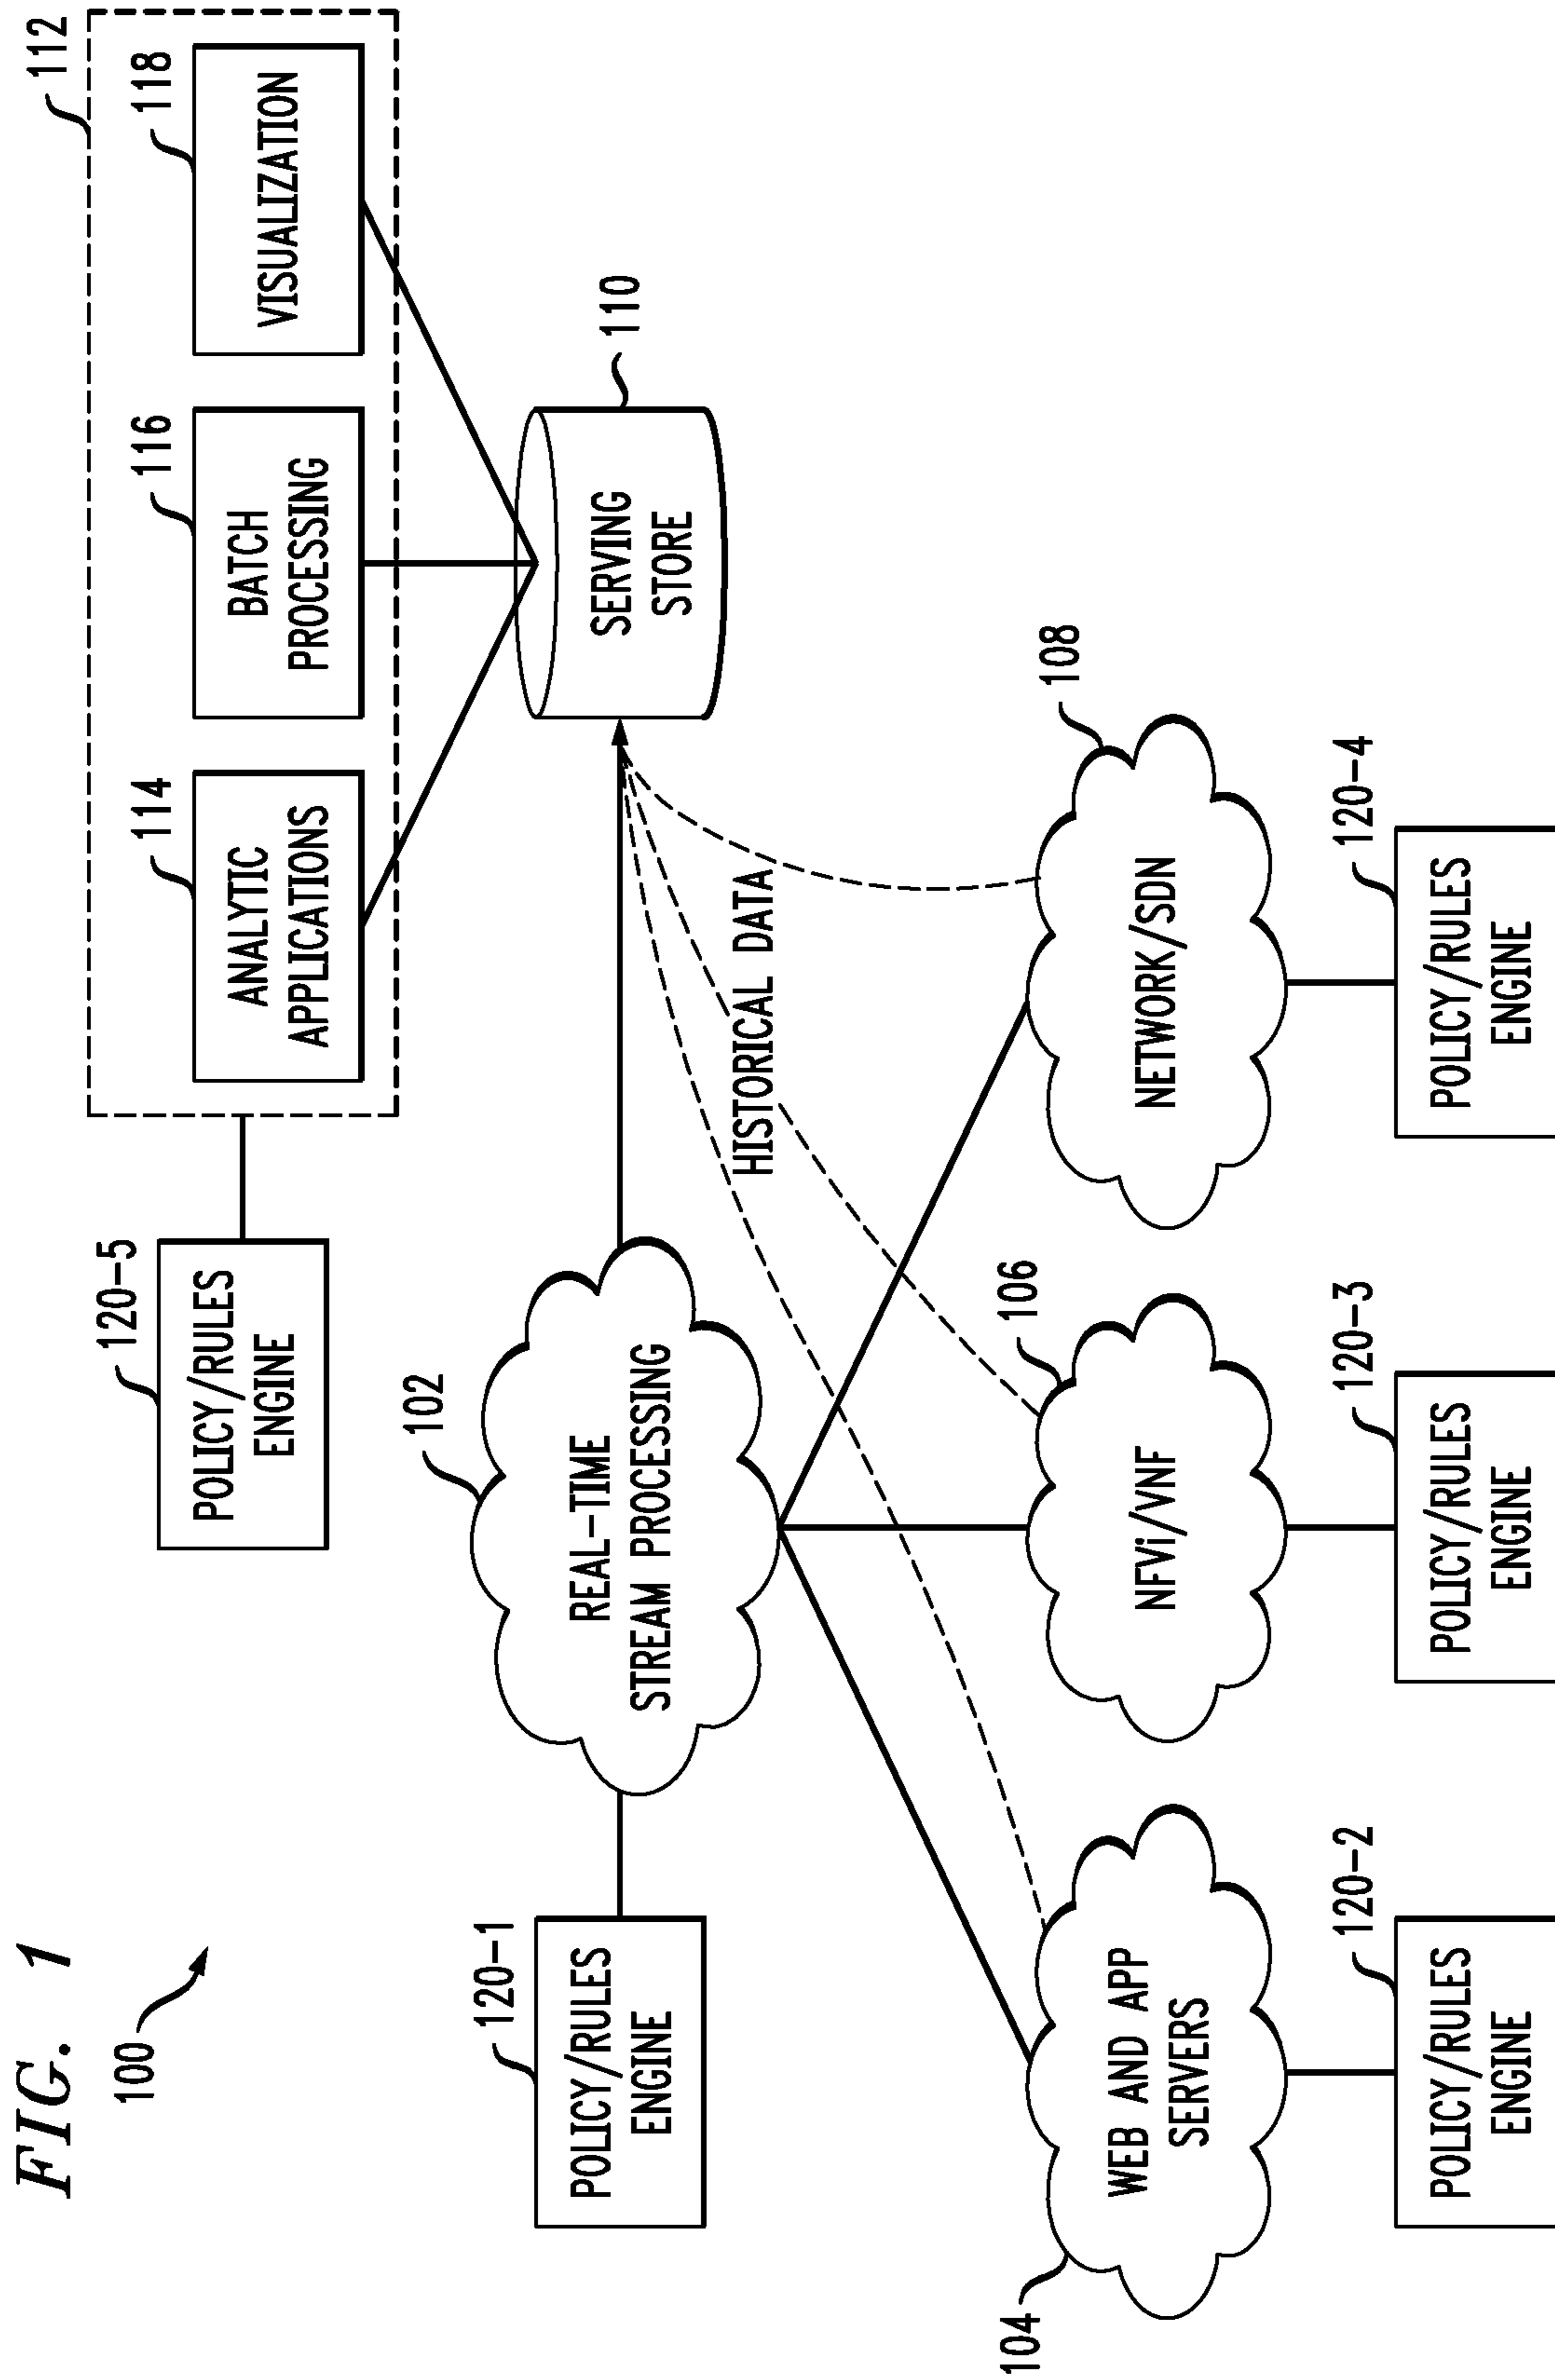 FIG. 1
100
112
114
116
118
ANALYTIC
APPLICATIONS
BATCH
PROCESSING
VISUALIZATION
120-5
POLICY/RULES
ENGINE
120-1
POLICY/RULES
ENGINE
102
REAL-TIME
STREAM PROCESSING
110
SERVING
STORE
HISTORICAL DATA
104
WEB AND APP
SERVERS
106
NFVi/VNF
108
NETWORK/SDN
120-2
POLICY/RULES
ENGINE
120-3
POLICY/RULES
ENGINE
120-4
POLICY/RULES
ENGINE